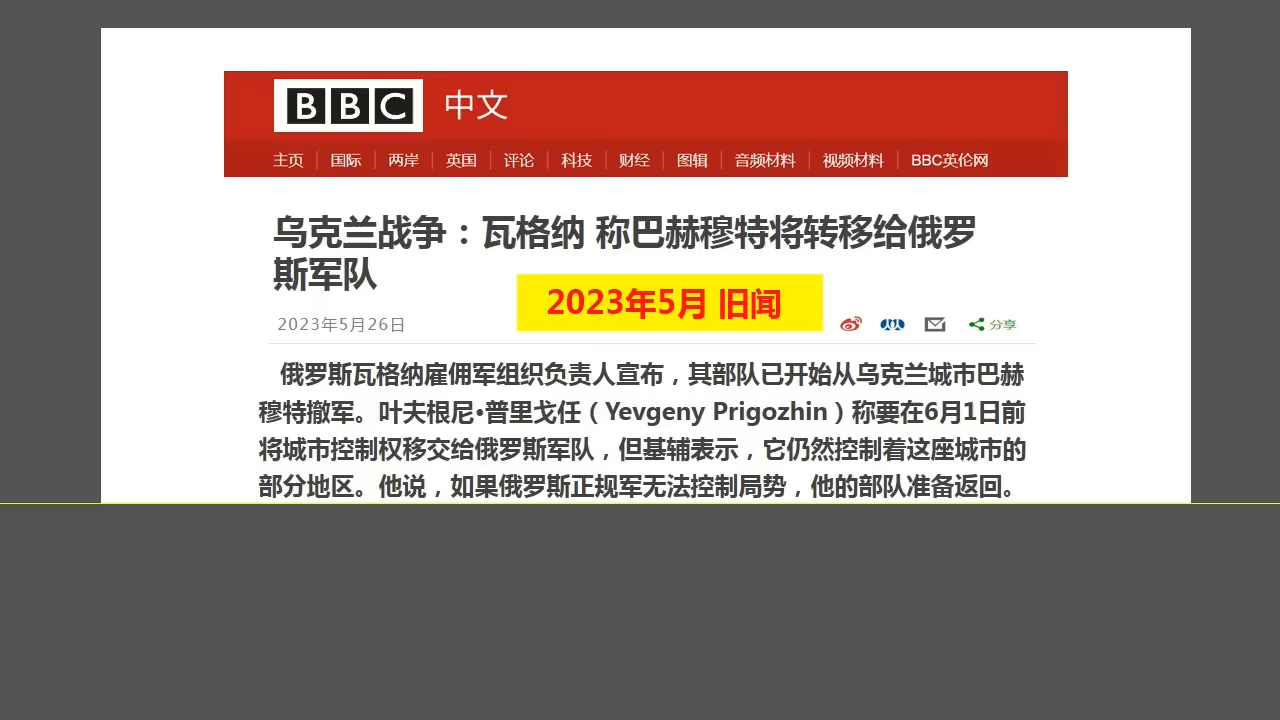 BBC 中文
主页 国际 两岸 英国 评论 科技 财经 图辑 音频材料 视频材料 BBC英伦网
乌克兰战争：瓦格纳 称巴赫穆特将转移给俄罗
斯军队
2023年5月 旧闻
2023年5月26日
分享
俄罗斯瓦格纳雇佣军组织负责人宣布，其部队已开始从乌克兰城市巴赫
穆特撤军。叶夫根尼•普里戈任（Yevgeny Prigozhin）称要在6月1日前
将城市控制权移交给俄罗斯军队，但基辅表示，它仍然控制着这座城市的
部分地区。他说，如果俄罗斯正规军无法控制局势，他的部队准备返回。